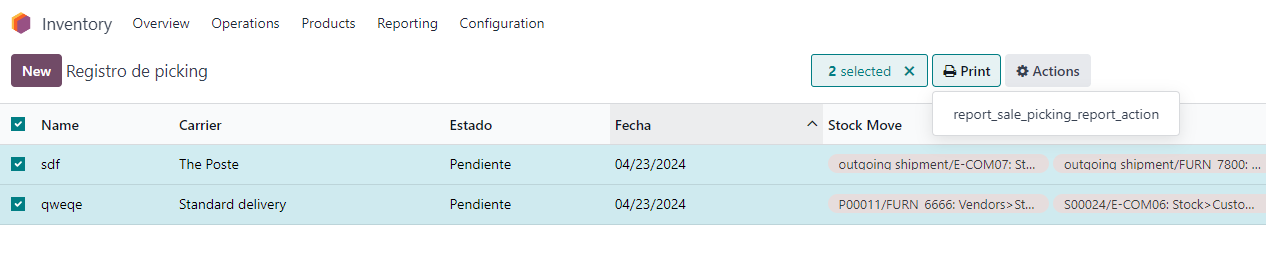 Inventory Overview Operations Products Reporting Configuration
New Registro de picking 2 selected × Print Actions
report_sale_picking_report_action
Name Carrier Estado Fecha Stock Move
sdf The Poste Pendiente 04/23/2024 outgoing shipment/E-COM07: St... outgoing shipment/FURN_7800: ...
qweqe Standard delivery Pendiente 04/23/2024 P00011/FURN_6666: Vendors>St... S00024/E-COM06: Stock>Custo...